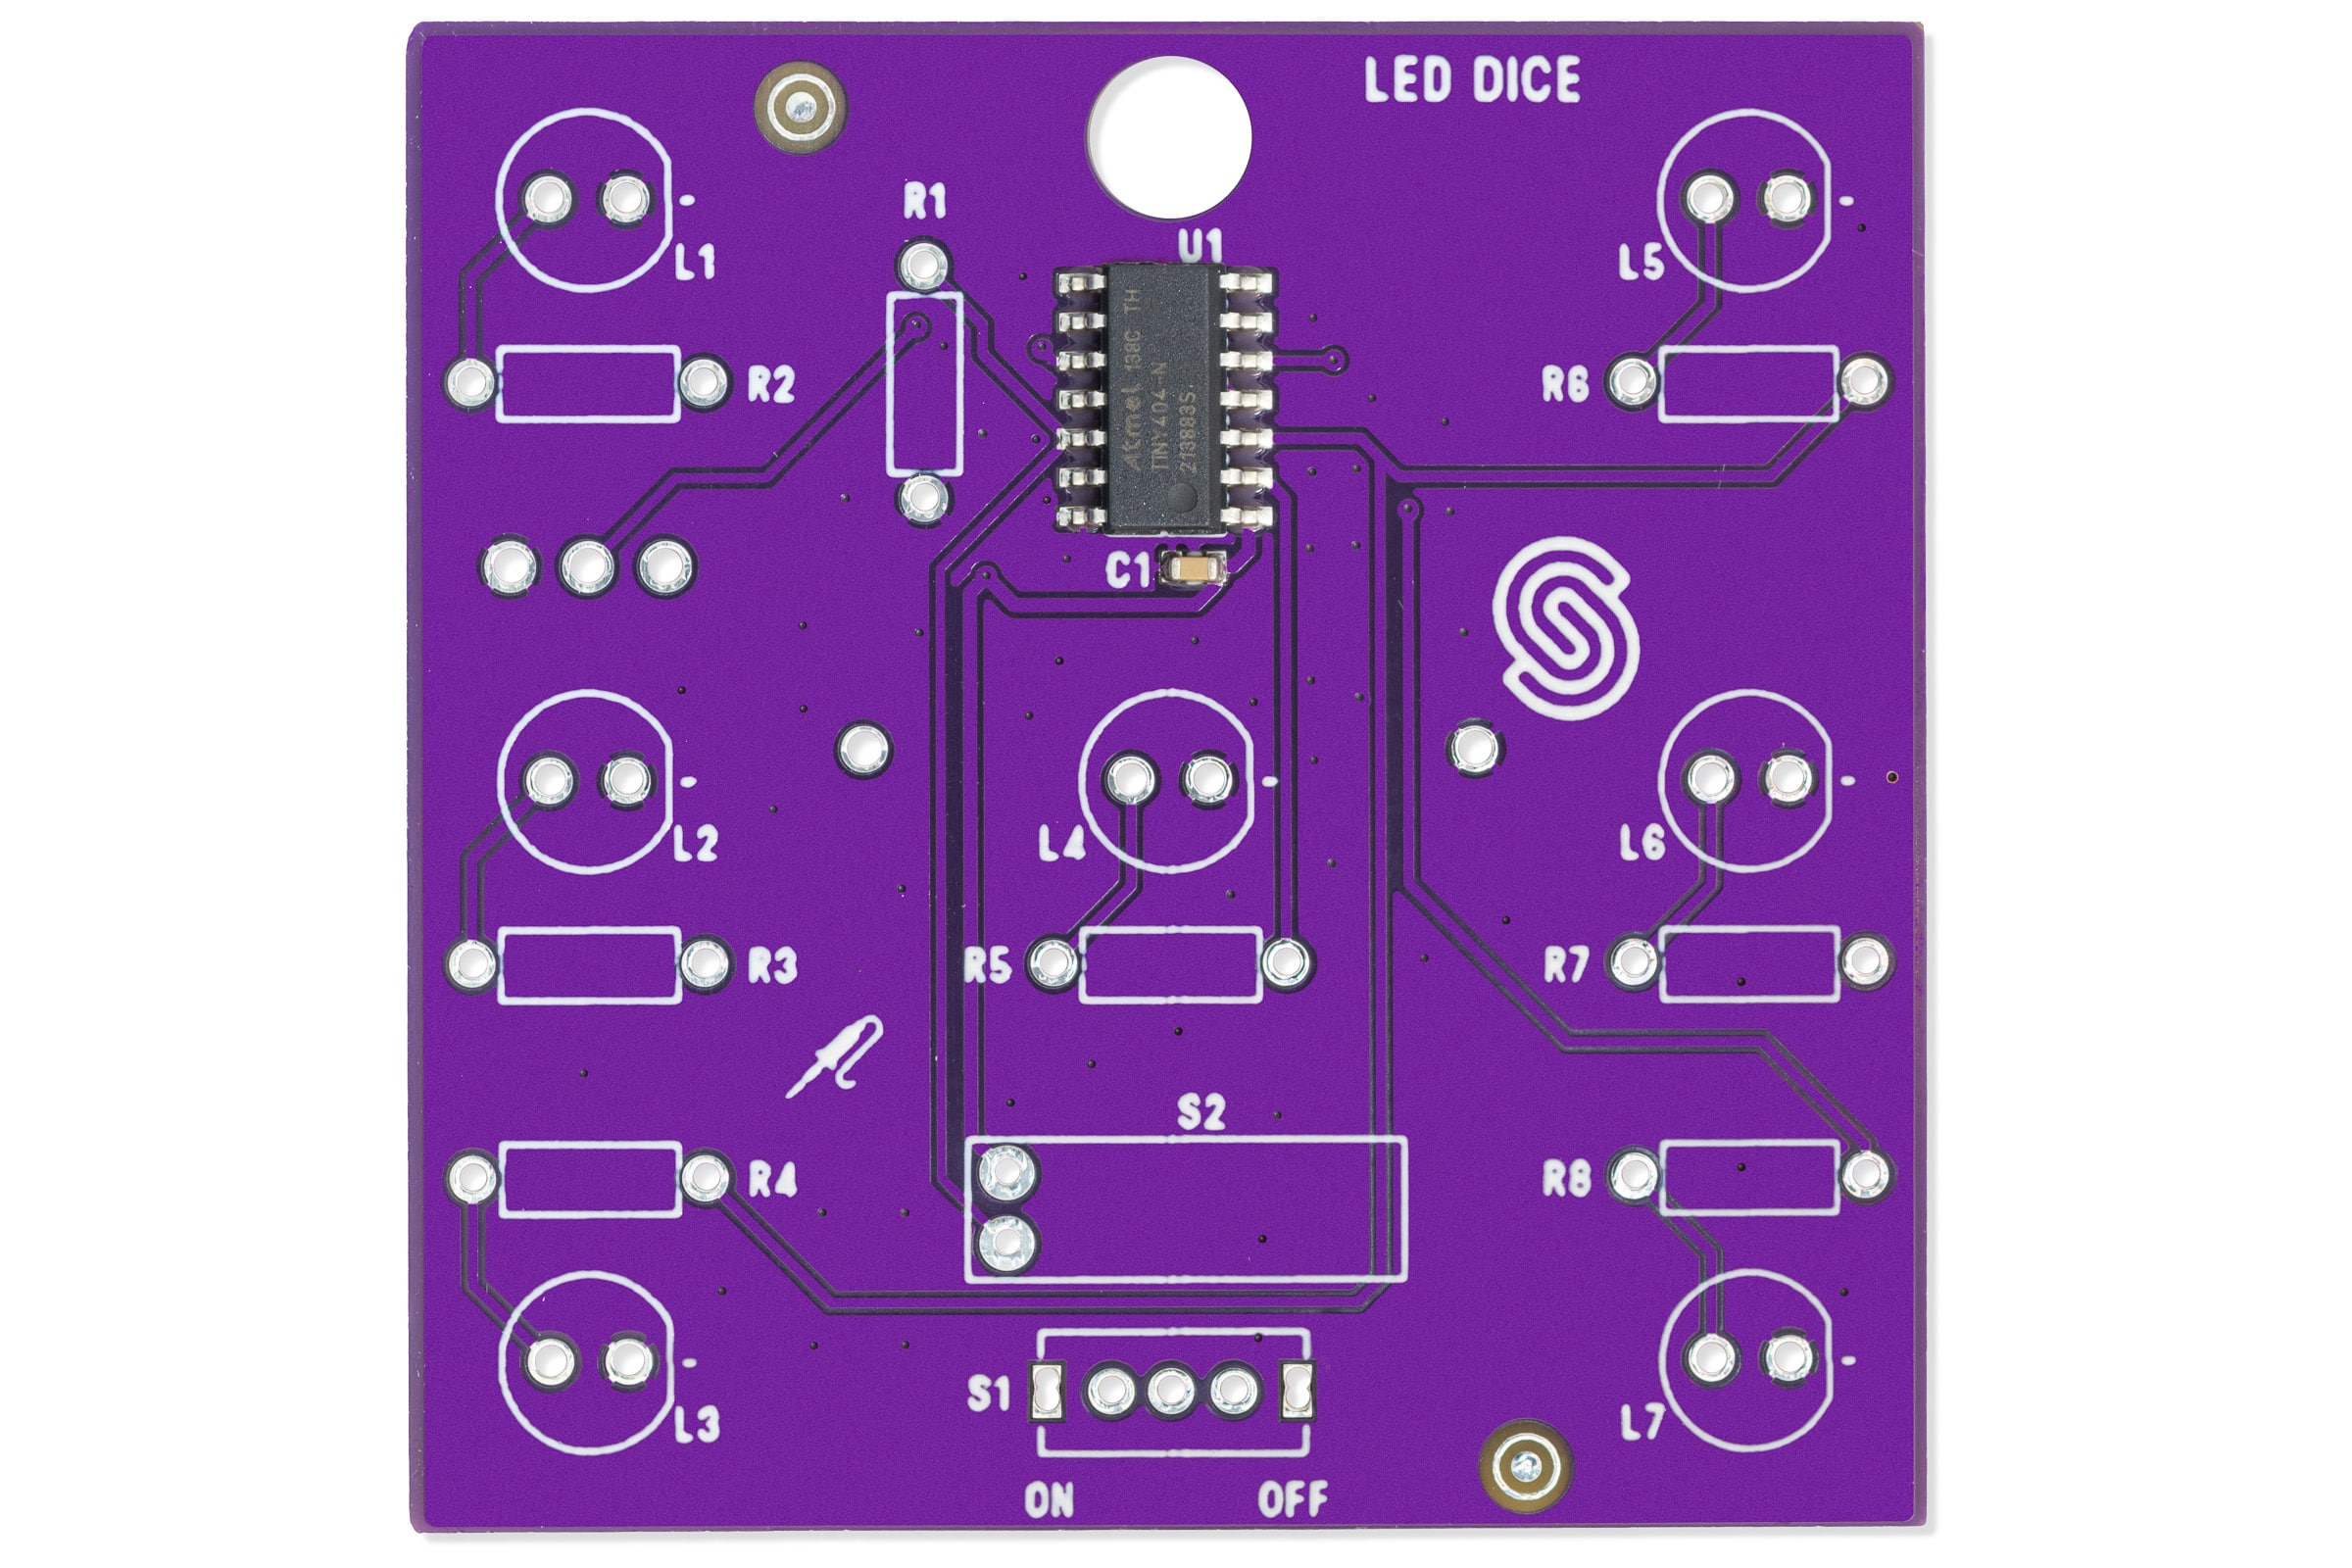 LED DICE
R1
U1
L1
L5
R2
R6
Atmel 138C TH
TINY404-N
213883S
C1
L2
L4
L6
R3
R5
R7
S2
R4
R8
S1
L3
L7
ON
OFF